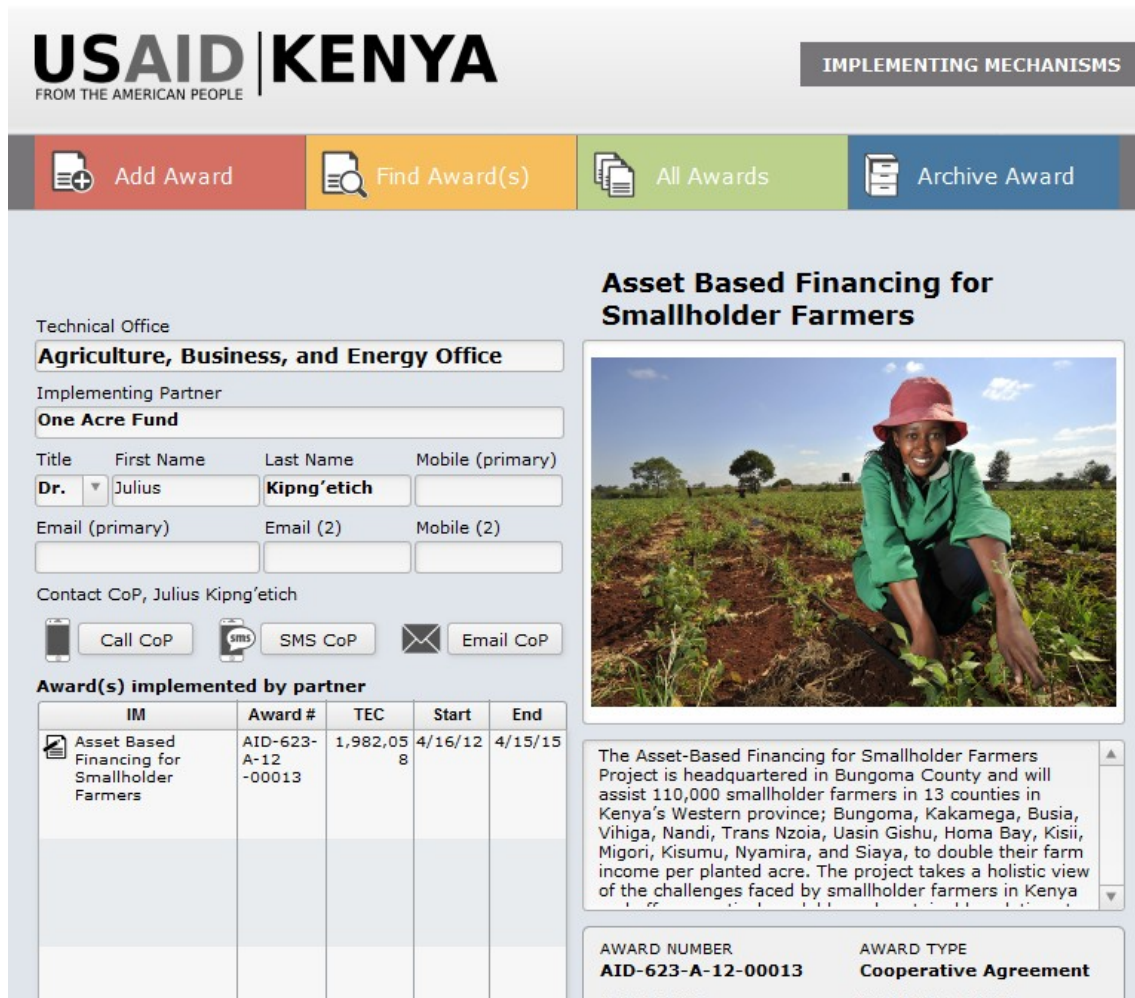 USAID KENYA
FROM THE AMERICAN PEOPLE
IMPLEMENTING MECHANISMS
Add Award
Find Award(s)
All Awards
Archive Award
Technical Office
Agriculture, Business, and Energy Office
Implementing Partner
One Acre Fund
Title First Name Last Name Mobile (primary)
Dr. Julius Kipng’etich
Email (primary) Email (2) Mobile (2)
Contact CoP, Julius Kipng’etich
Call CoP
sms
SMS CoP
Email CoP
Award(s) implemented by partner
IM Award # TEC Start End
Asset Based AID-623- 1,982,05 4/16/12 4/15/15
Financing for A-12 8
Smallholder -00013
Farmers
Asset Based Financing for
Smallholder Farmers
The Asset-Based Financing for Smallholder Farmers
Project is headquartered in Bungoma County and will
assist 110,000 smallholder farmers in 13 counties in
Kenya’s Western province; Bungoma, Kakamega, Busia,
Vihiga, Nandi, Trans Nzoia, Uasin Gishu, Homa Bay, Kisii,
Migori, Kisumu, Nyamira, and Siaya, to double their farm
income per planted acre. The project takes a holistic view
of the challenges faced by smallholder farmers in Kenya
AWARD NUMBER AWARD TYPE
AID-623-A-12-00013 Cooperative Agreement